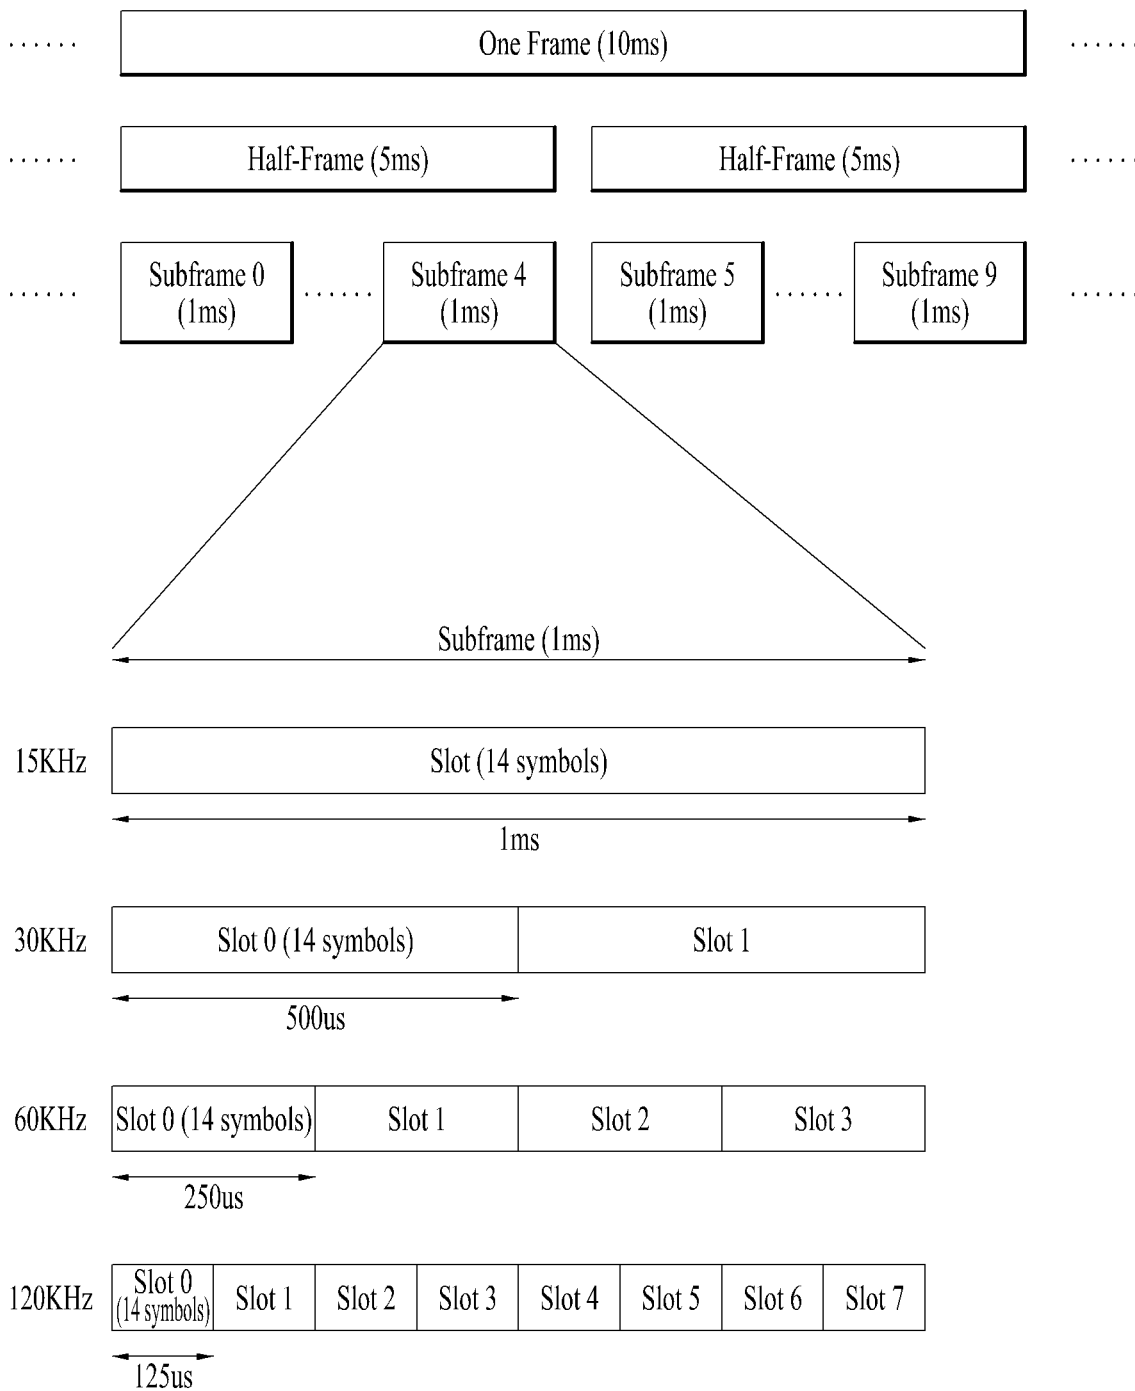 ...... One Frame (10ms) ......
...... Half-Frame (5ms) Half-Frame (5ms) ......
...... Subframe 0 (1ms) ...... Subframe 4 (1ms) Subframe 5 (1ms) ...... Subframe 9 (1ms) ......
Subframe (1ms)
15KHz Slot (14 symbols)
1ms
30KHz Slot 0 (14 symbols) Slot 1
500us
60KHz Slot 0 (14 symbols) Slot 1 Slot 2 Slot 3
250us
120KHz Slot 0 (14 symbols) Slot 1 Slot 2 Slot 3 Slot 4 Slot 5 Slot 6 Slot 7
125us